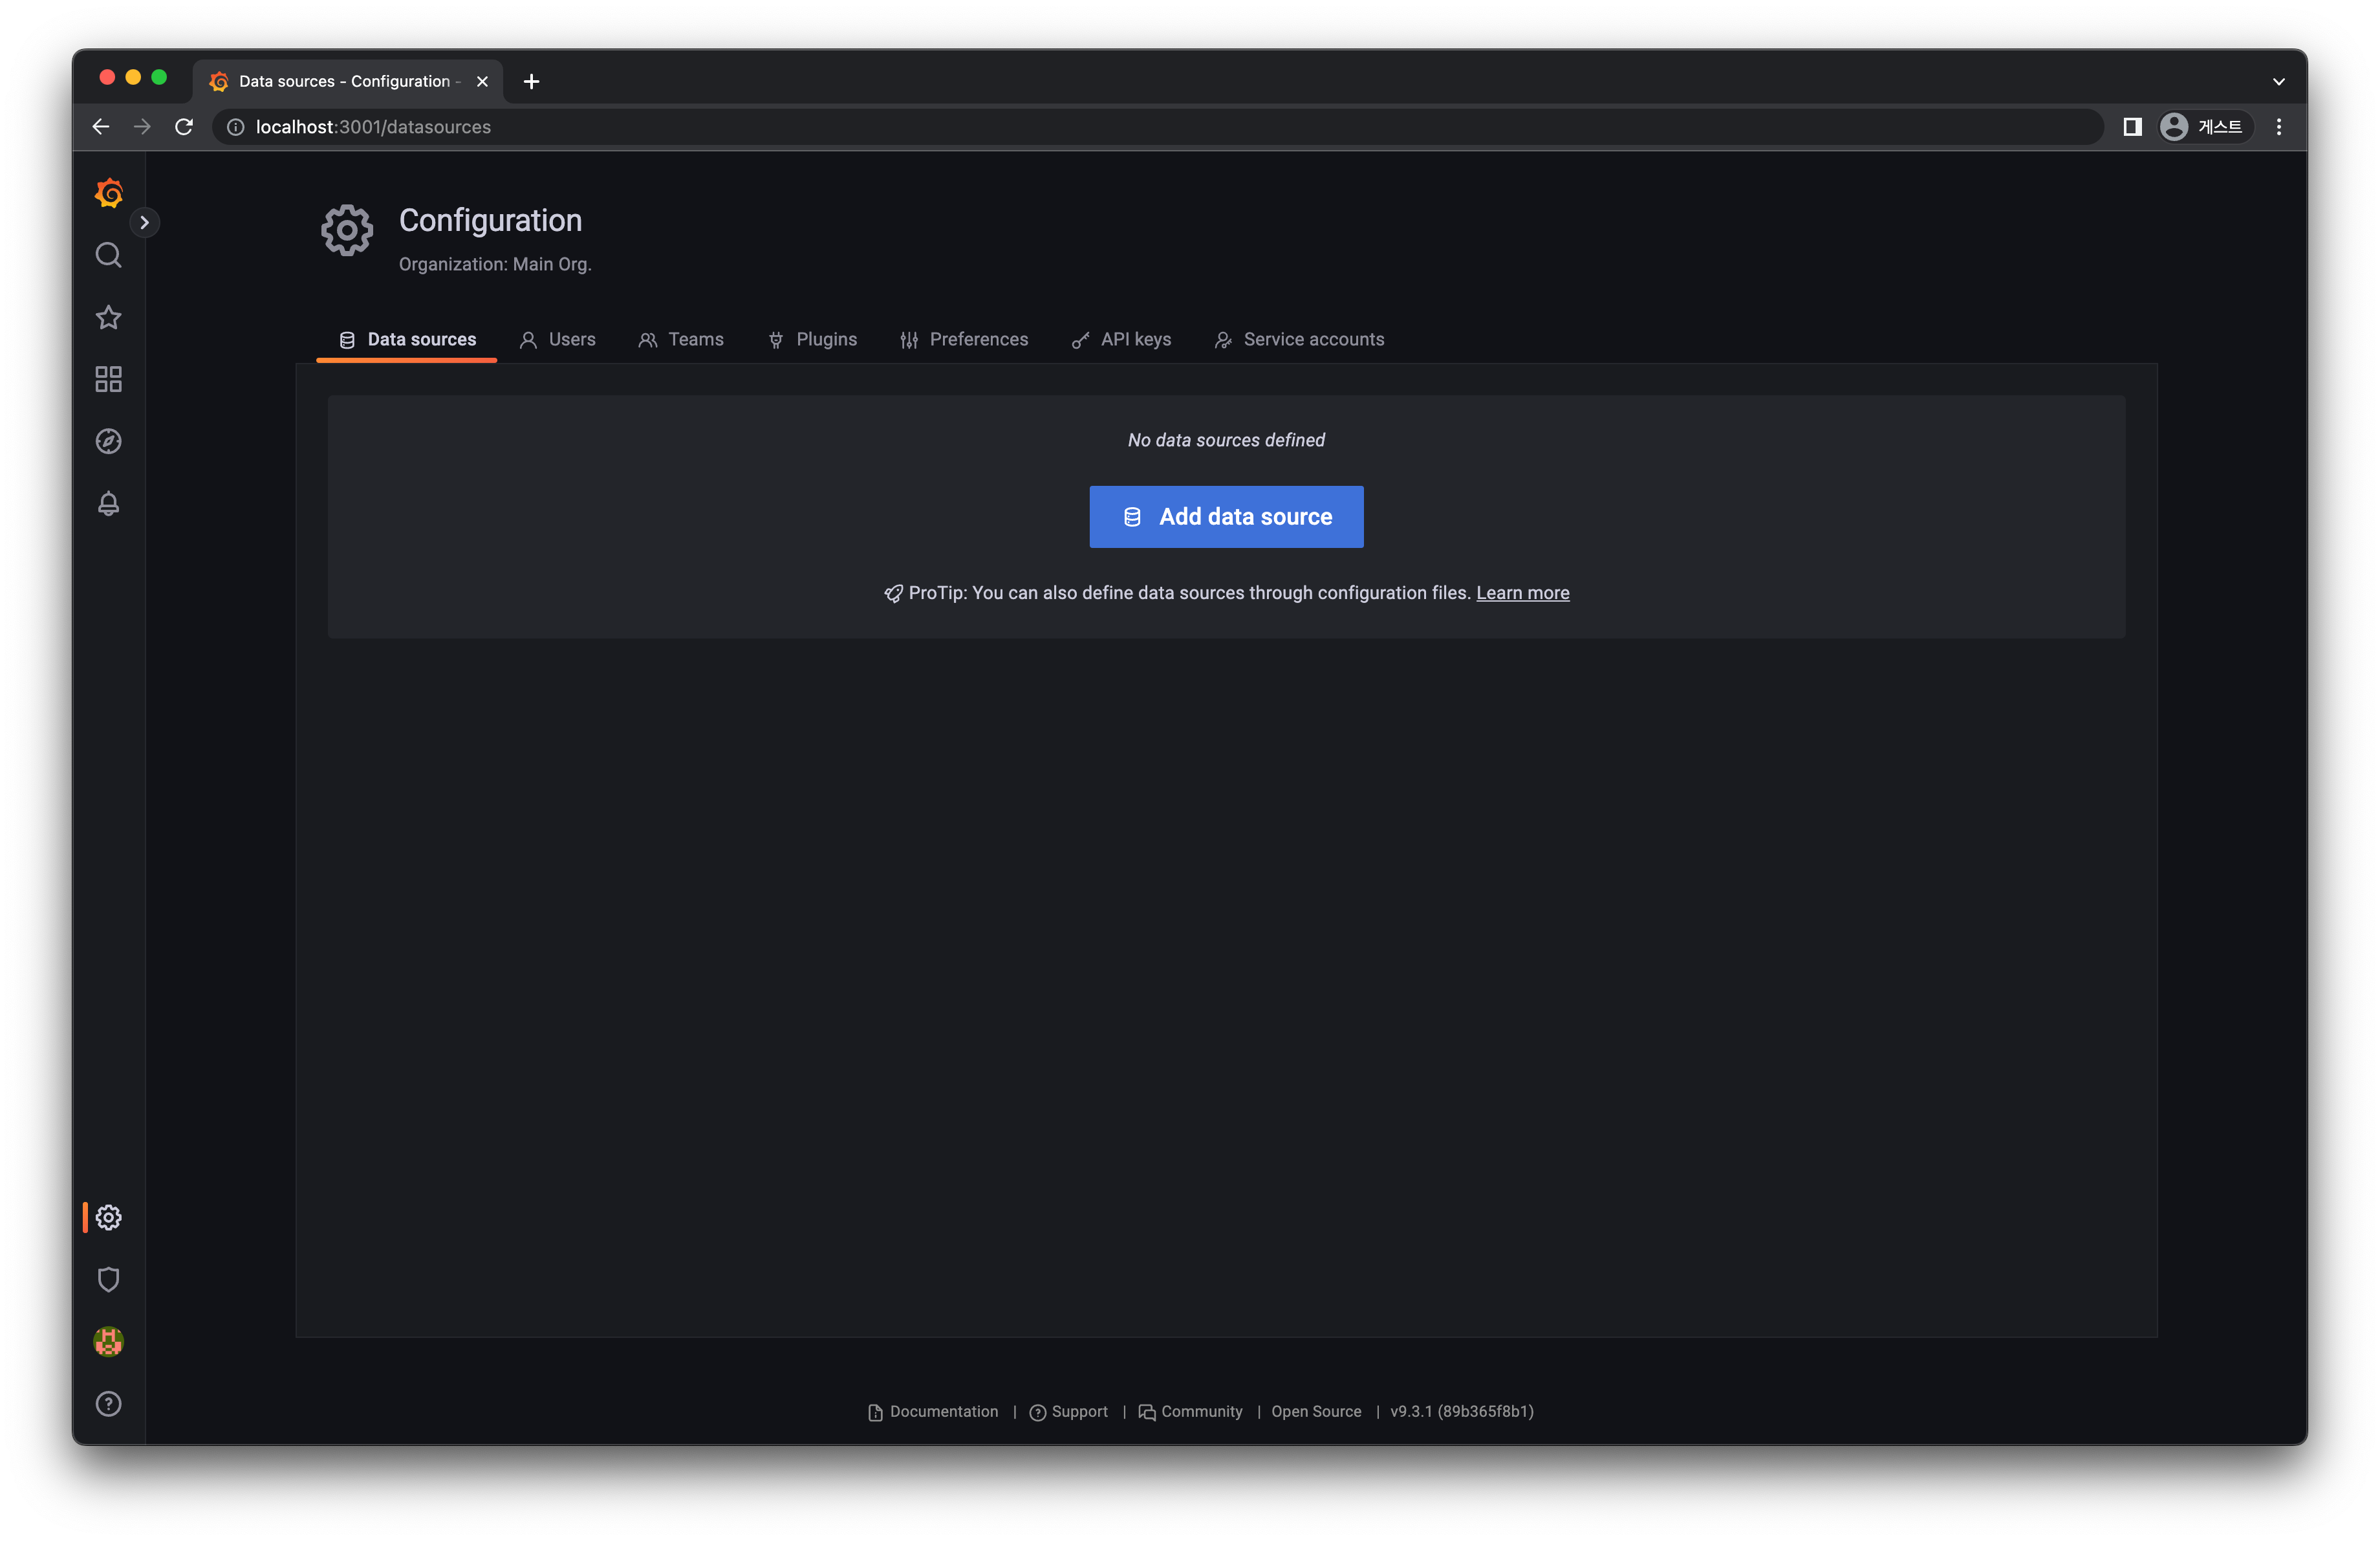 Data sources - Configuration -
localhost:3001/datasources
게스트
Configuration
Organization: Main Org.
Data sources Users Teams Plugins Preferences API keys Service accounts
No data sources defined
Add data source
ProTip: You can also define data sources through configuration files. Learn more
Documentation | Support | Community | Open Source | v9.3.1 (89b365f8b1)